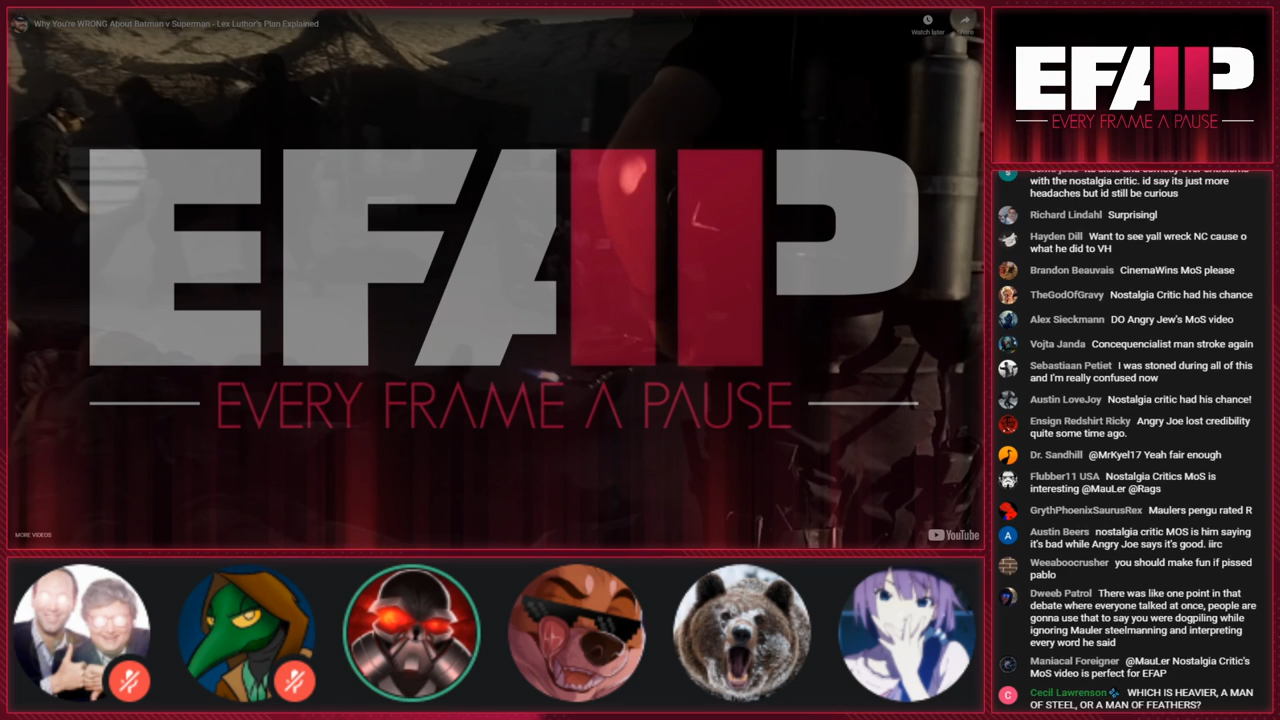 Why You're WRONG About Batman v Superman - Lex Luthor's Plan Explained
Watch later
Share
EFAP
EVERY FRAME A PAUSE
MORE VIDEOS
YouTube
EFAP
EVERY FRAME A PAUSE
with the nostalgia critic. id say its just more
headaches but id still be curious
Richard Lindahl Surprisingl
Hayden Dill Want to see yall wreck NC cause o
what he did to VH
Brandon Beauvais CinemaWins MoS please
TheGodOfGravy Nostalgia Critic had his chance
Alex Sieckmann DO Angry Jew's MoS video
Vojta Janda Concequencialist man stroke again
Sebastiaan Petiet I was stoned during all of this
and I'm really confused now
Austin LoveJoy Nostalgia critic had his chance!
Ensign Redshirt Ricky Angry Joe lost credibility
quite some time ago.
Dr. Sandhill @MrKyel17 Yeah fair enough
Flubber11 USA Nostalgia Critics MoS is
interesting @MauLer @Rags
GrythPhoenixSaurusRex Maulers pengu rated R
A
Austin Beers nostalgia critic MOS is him saying
it's bad while Angry Joe says it's good. iirc
Weeaboocrusher you should make fun if pissed
pablo
Dweeb Patrol There was like one point in that
debate where everyone talked at once, people are
gonna use that to say you were dogpiling while
ignoring Mauler steelmanning and interpreting
every word he said
Maniacal Foreigner @MauLer Nostalgia Critic's
MoS video is perfect for EFAP
C
Cecil Lawrenson WHICH IS HEAVIER, A MAN
OF STEEL, OR A MAN OF FEATHERS?